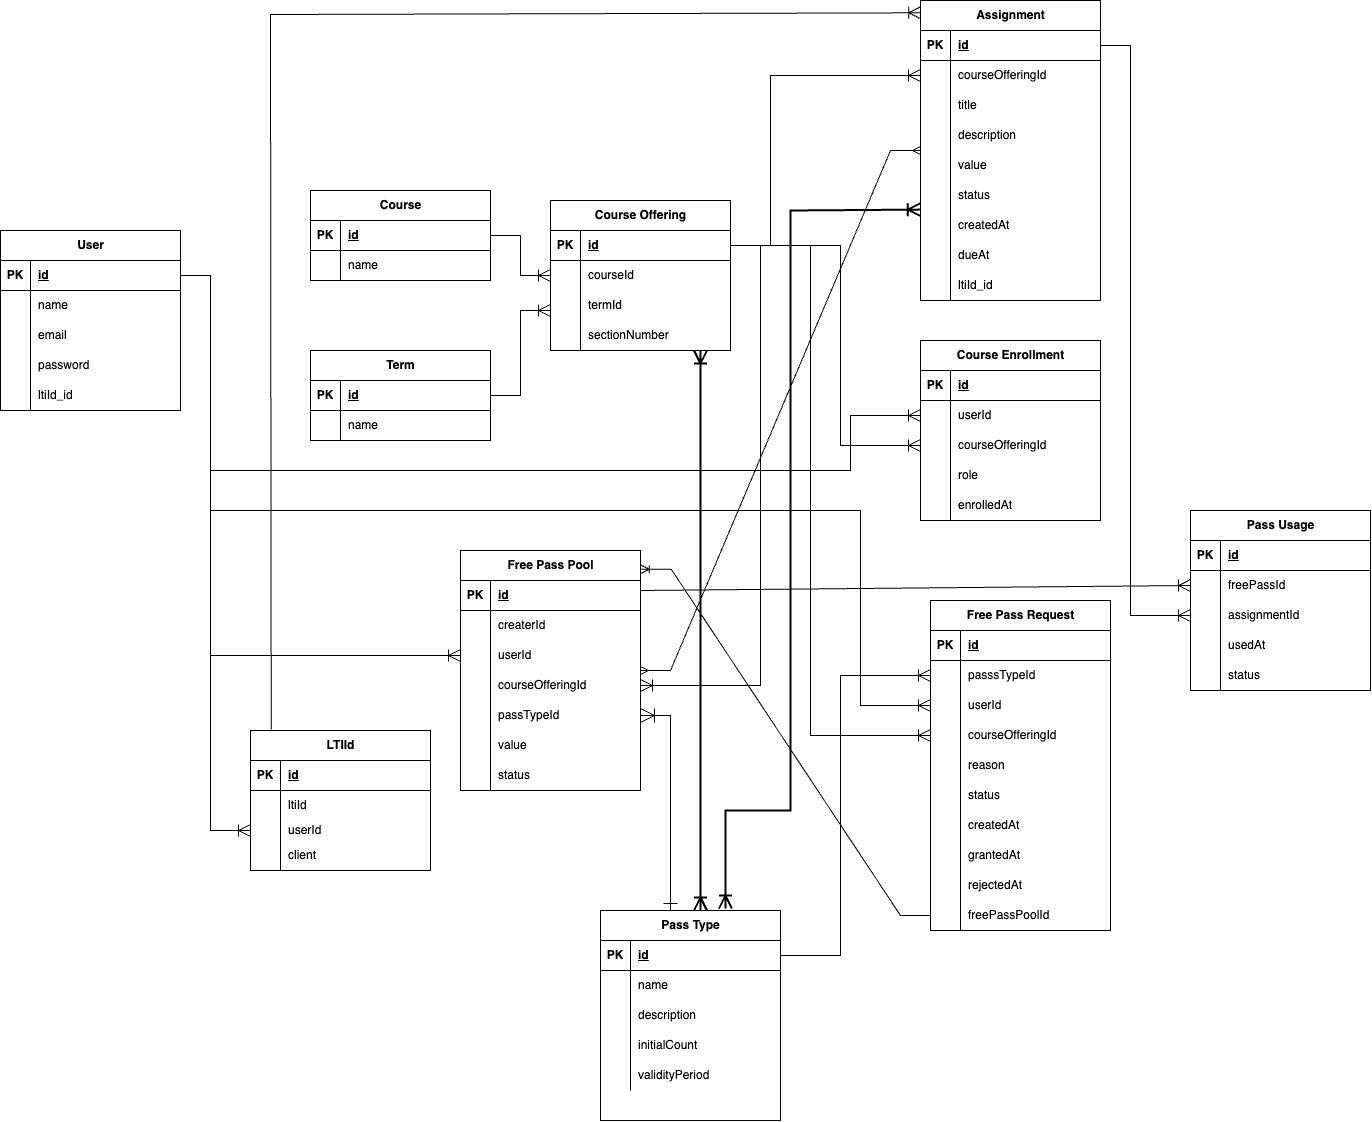 Assignment
PK id
courseOfferingId
title
description
value
status
createdAt
dueAt
ltiId_id
Course
PK id
name
Course Offering
PK id
courseId
termId
sectionNumber
User
PK id
name
email
password
ltiId_id
Term
PK id
name
Course Enrollment
PK id
userId
courseOfferingId
role
enrolledAt
Pass Usage
PK id
freePassId
assignmentId
usedAt
status
Free Pass Pool
PK id
createrId
userId
courseOfferingId
passTypeId
value
status
Free Pass Request
PK id
passsTypeId
userId
courseOfferingId
reason
status
createdAt
grantedAt
rejectedAt
freePassPoolId
LTIId
PK id
ltiId
userId
client
Pass Type
PK id
name
description
initialCount
validityPeriod